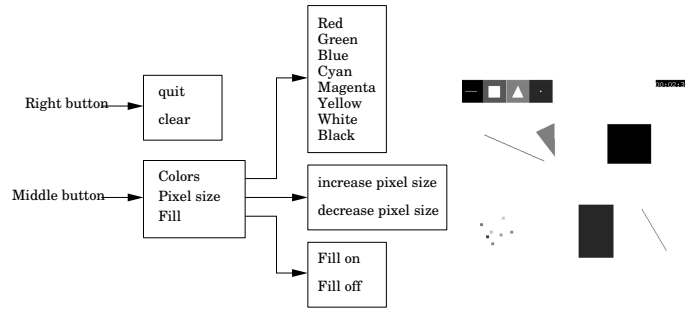 Right button
quit
clear
Middle button
Colors
Pixel size
Fill
Red
Green
Blue
Cyan
Magenta
Yellow
White
Black
increase pixel size
decrease pixel size
Fill on
Fill off